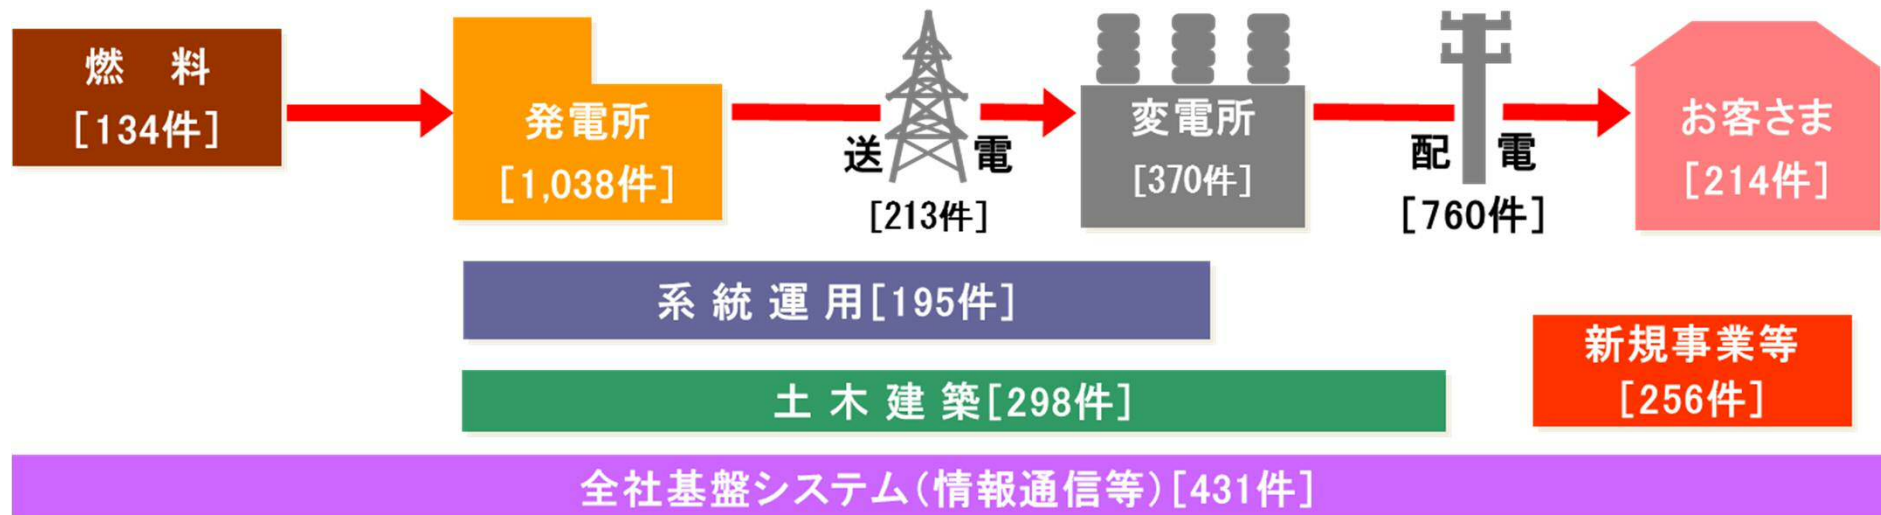 燃 料
[134件]
発電所
[1,038件]
送 電
[213件]
変電所
[370件]
配 電
[760件]
お客さま
[214件]
系 統 運 用[195件]
土 木 建 築[298件]
新規事業等
[256件]
全社基盤システム(情報通信等)[431件]